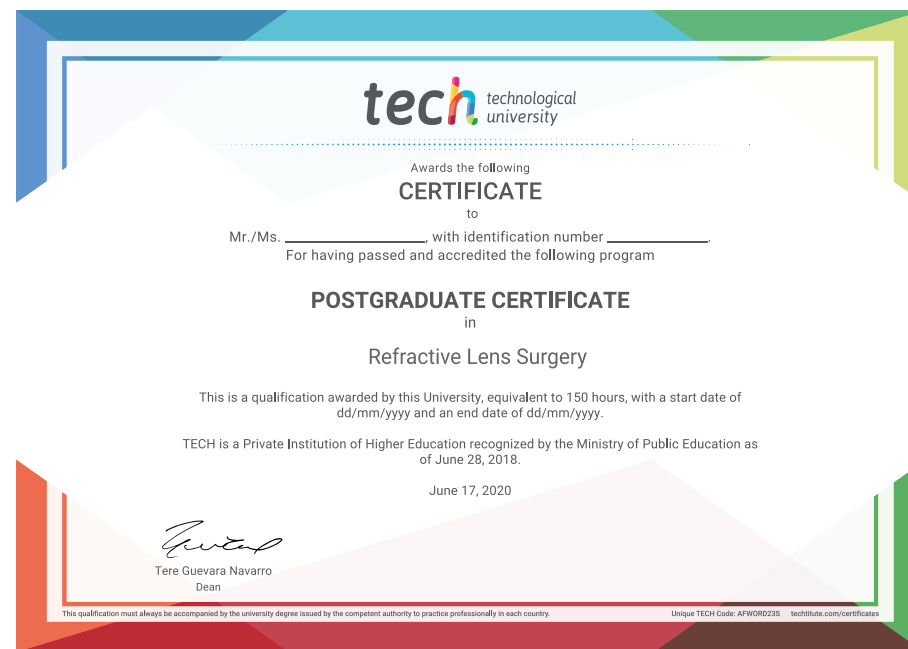 tech technological
university
Awards the following
CERTIFICATE
to
Mr./Ms. ____________________, with identification number ______________.
For having passed and accredited the following program
POSTGRADUATE CERTIFICATE
in
Refractive Lens Surgery
This is a qualification awarded by this University, equivalent to 150 hours, with a start date of
dd/mm/yyyy and an end date of dd/mm/yyyy.
TECH is a Private Institution of Higher Education recognized by the Ministry of Public Education as
of June 28, 2018.
June 17, 2020
Tere Guevara Navarro
Dean
This qualification must always be accompanied by the university degree issued by the competent authority to practice professionally in each country. Unique TECH Code: AFWORD23S techtitute.com/certificates